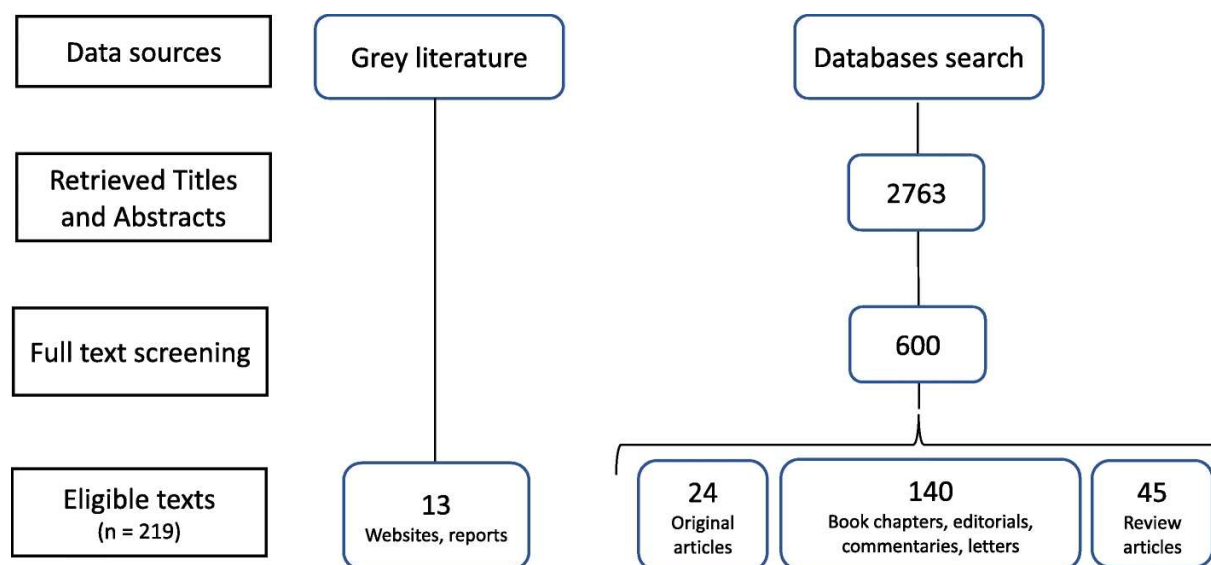 Data sources
Grey literature
Databases search
Retrieved Titles
and Abstracts
2763
Full text screening
600
Eligible texts
(n = 219)
13
Websites, reports
24
Original
articles
140
Book chapters, editorials,
commentaries, letters
45
Review
articles